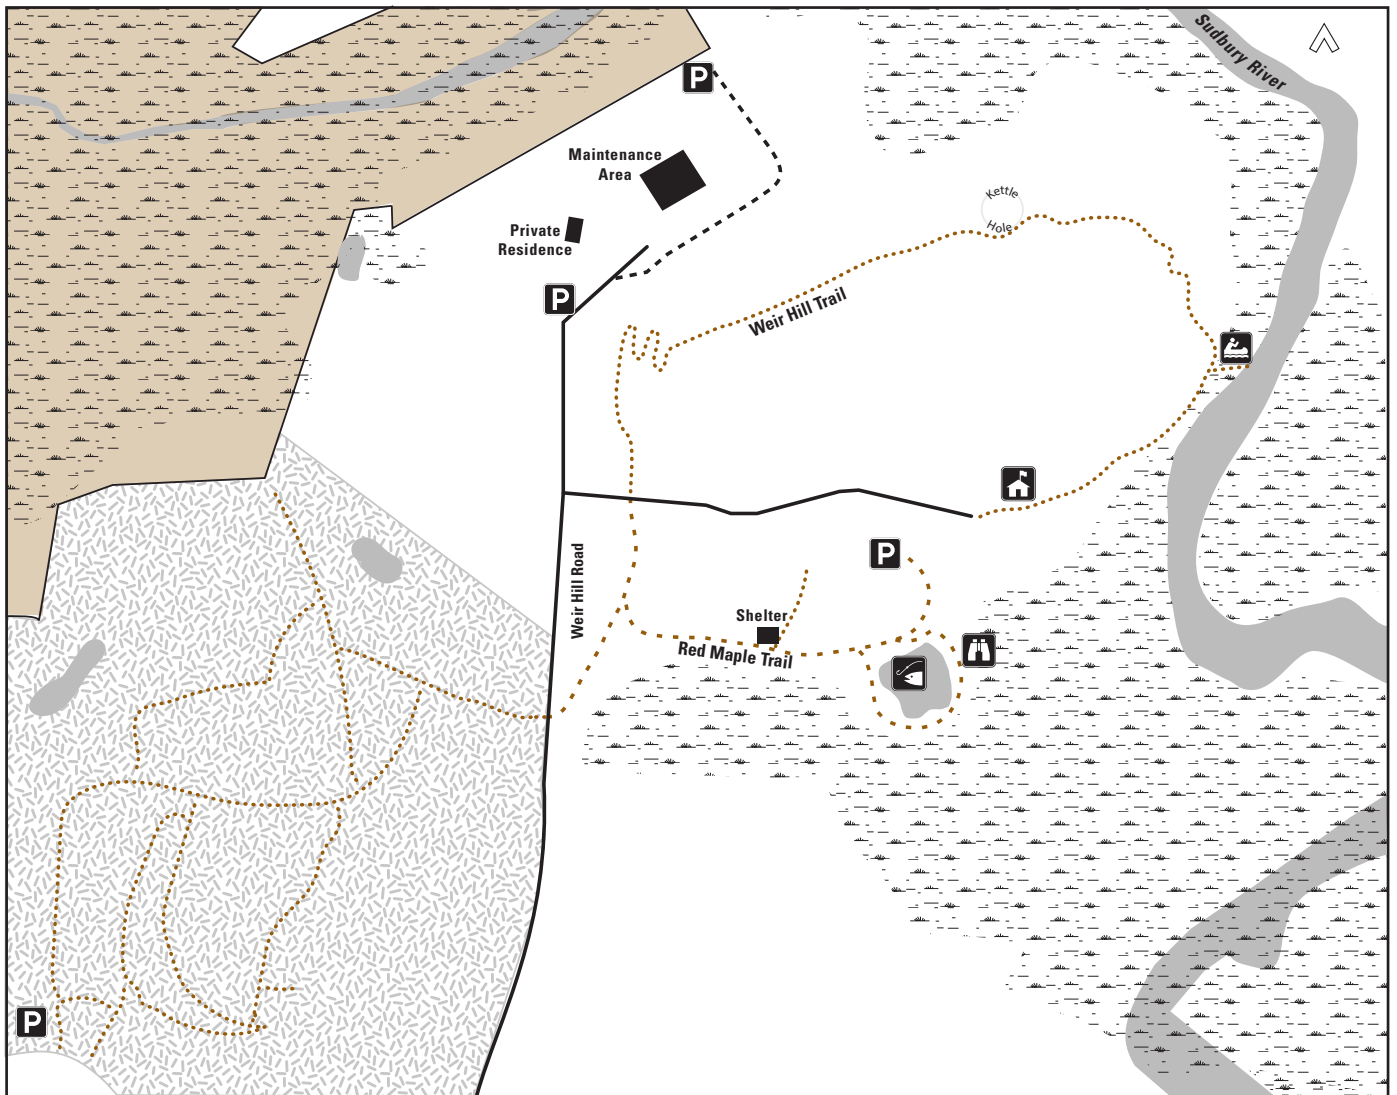 Sudbury River
P
Maintenance
Area
Kettle
Hole
Private
Residence
P
Weir Hill Trail
P
Weir Hill Road
Shelter
Red Maple Trail
P